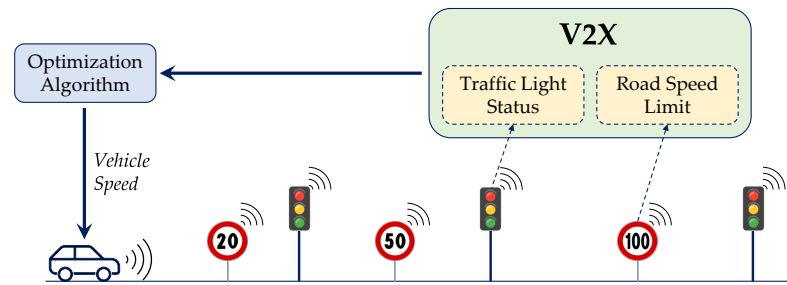 V2X
Optimization
Algorithm
Traffic Light
Status
Road Speed
Limit
Vehicle
Speed
20
50
100